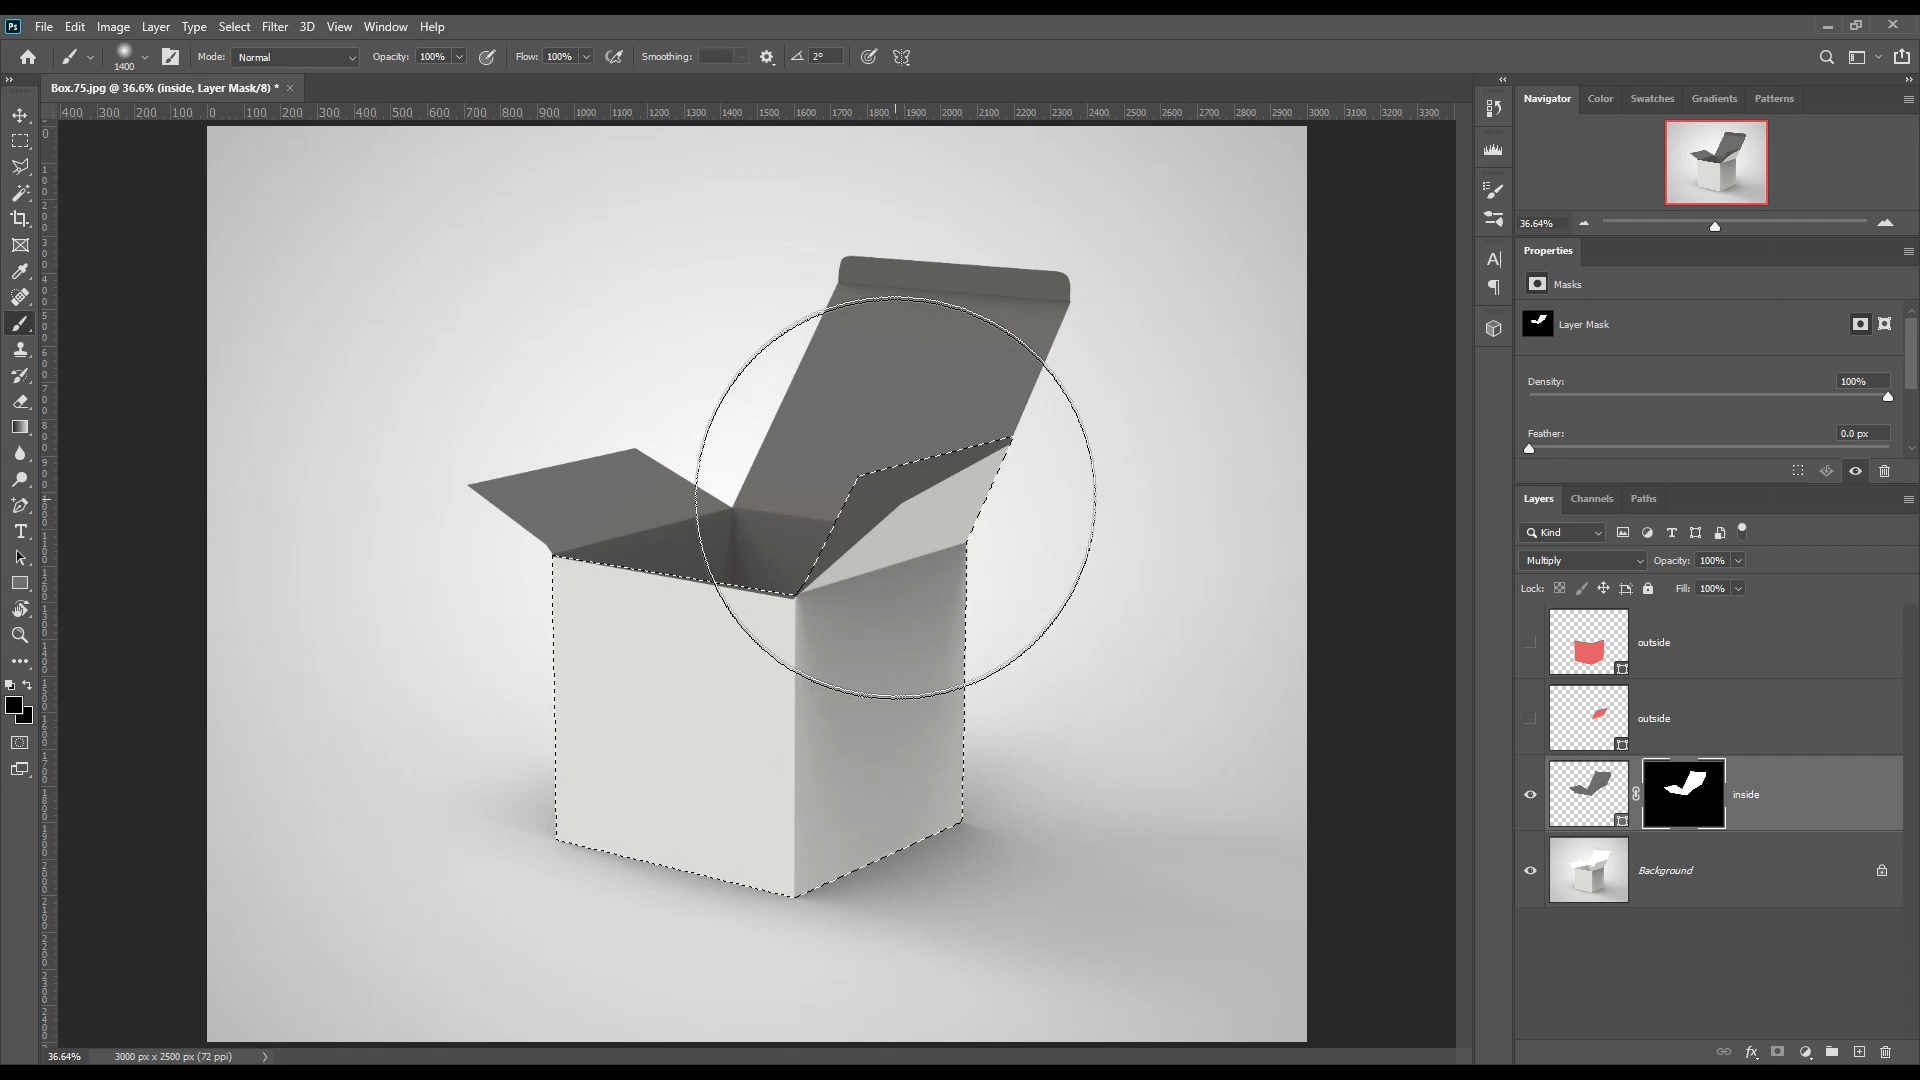 Ps File Edit Image Layer Type Select Filter 3D View Window Help
1400 Mode: Normal Opacity: 100% Flow: 100% Smoothing: 2°
Box.75.jpg @ 36.6% (inside, Layer Mask/8) *
400 300 200 100 0 100 200 300 400 500 600 700 800 900 1000 1100 1200 1300 1400 1500 1600 1700 1800 1900 2000 2100 2200 2300 2400 2500 2600 2700 2800 2900 3000 3100 3200 3300
Navigator Color Swatches Gradients Patterns
36.64%
Properties
Masks
Layer Mask
Density: 100%
Feather: 0.0 px
Layers Channels Paths
Kind
Multiply Opacity: 100%
Lock: Fill: 100%
outside
outside
inside
Background
fx
36.64% 3000 px x 2500 px (72 ppi)